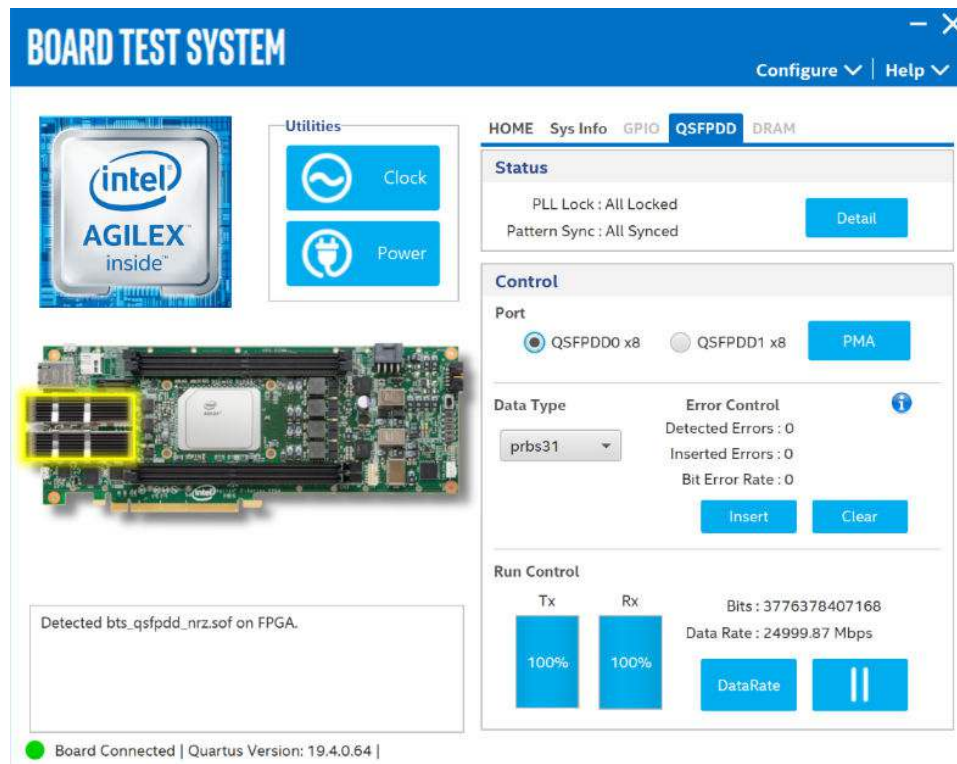 BOARD TEST SYSTEM
Configure | Help
intel
AGILEX
inside
Utilities
Clock
Power
HOME Sys Info GPIO QSFPDD DRAM
Status
PLL Lock : All Locked
Pattern Sync : All Synced
Detail
Control
Port
QSFPDD0 x8 QSFPDD1 x8 PMA
Data Type
prbs31
Error Control
Detected Errors : 0
Inserted Errors : 0
Bit Error Rate : 0
Insert Clear
Run Control
Tx Rx
100% 100%
Bits : 3776378407168
Data Rate : 24999.87 Mbps
DataRate
Detected bts_qsfpdd_nrz.sof on FPGA.
Board Connected | Quartus Version: 19.4.0.64 |